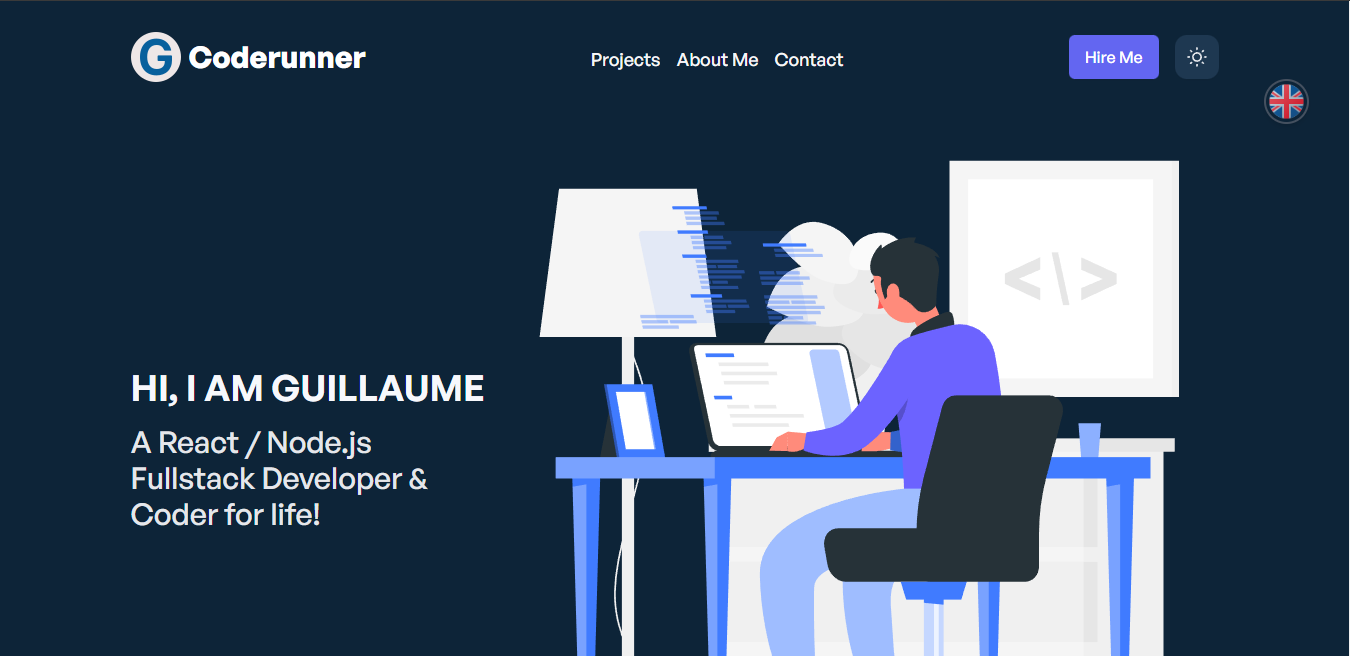 G Coderunner
Projects About Me Contact
Hire Me
<\>
HI, I AM GUILLAUME
A React / Node.js
Fullstack Developer &
Coder for life!